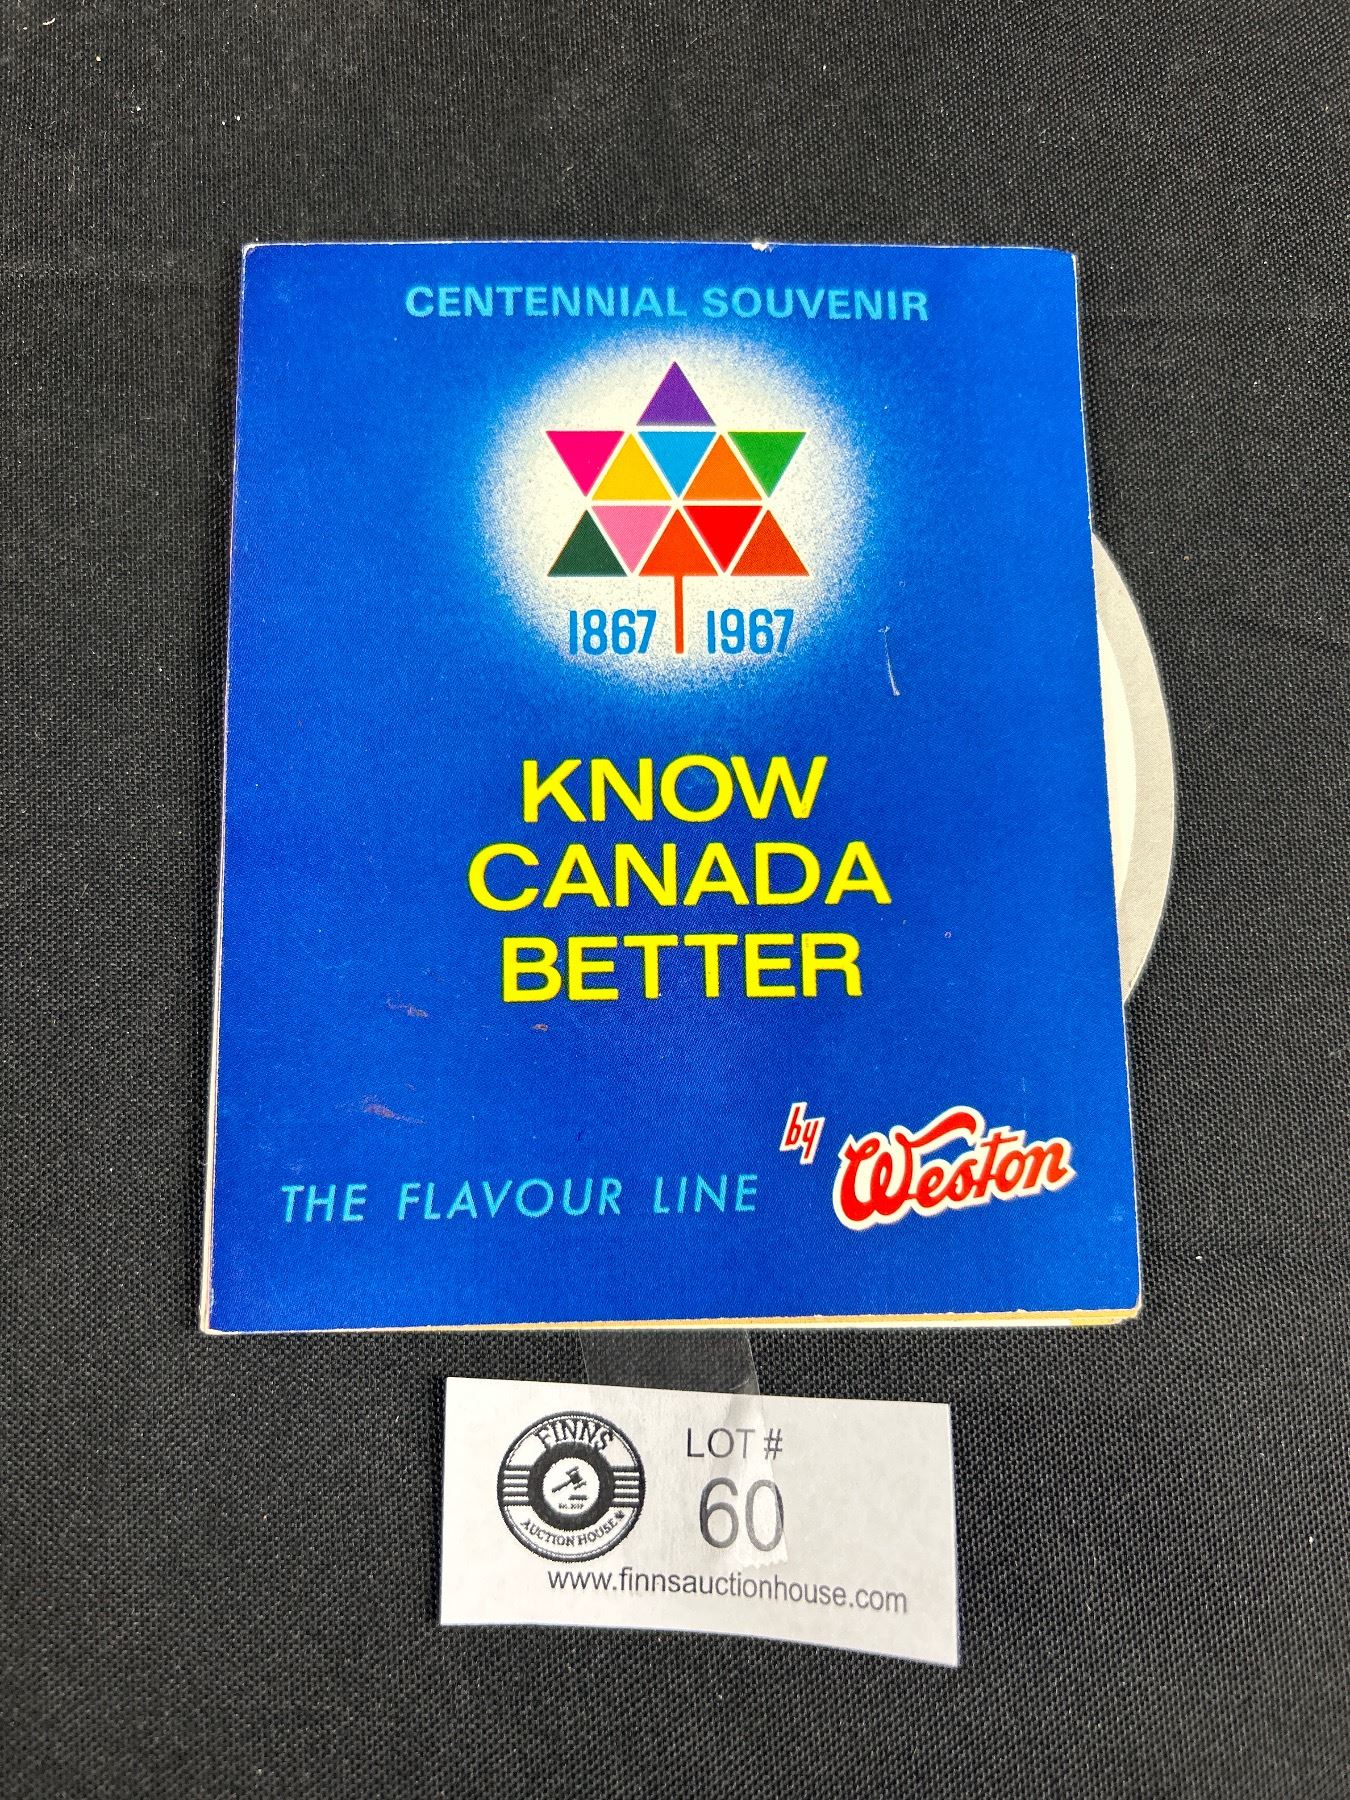 CENTENNIAL SOUVENIR
1867 1967
KNOW
CANADA
BETTER
THE FLAVOUR LINE by Weston
FINNS
AUCTION HOUSE
LOT #
60
www.finnsauctionhouse.com